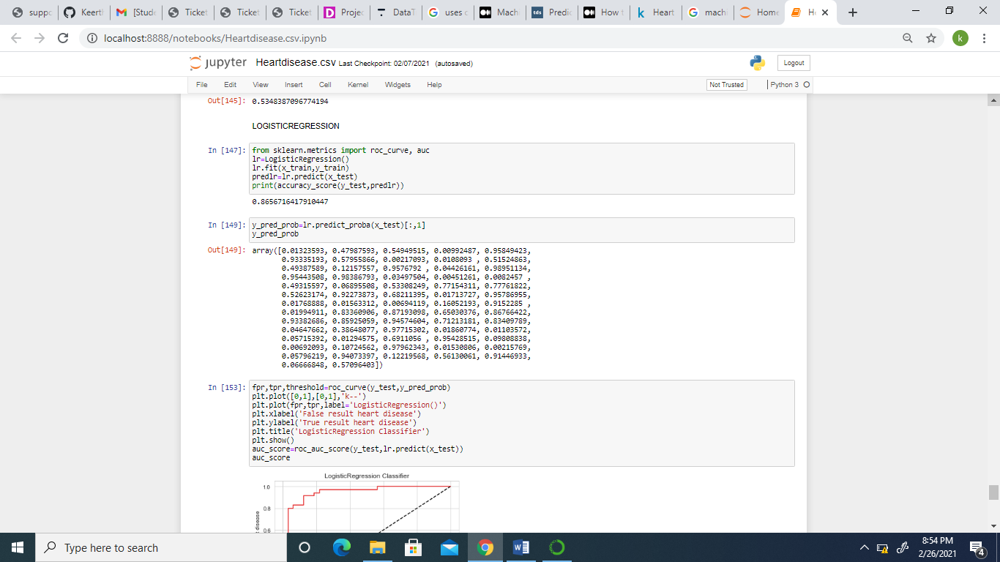 suppo
Keerth
[Stude
Ticket
Ticket
Ticket
Projec
DataT
uses c
Machi
Predic
How t
Heart
machi
Home
He
localhost:8888/notebooks/Heartdisease.csv.ipynb
k
jupyter Heartdisease.csv Last Checkpoint: 02/07/2021 (autosaved)
Logout
File Edit View Insert Cell Kernel Widgets Help
Not Trusted
Python 3
Out[145]: 0.5348387096774194
LOGISTICREGRESSION
In [147]: from sklearn.metrics import roc_curve, auc
lr=LogisticRegression()
lr.fit(x_train,y_train)
predlr=lr.predict(x_test)
print(accuracy_score(y_test,predlr))
0.8656716417910447
In [149]: y_pred_prob=lr.predict_proba(x_test)[:,1]
y_pred_prob
Out[149]: array([0.01323593, 0.47987593, 0.54949515, 0.00992487, 0.95849423,
0.93335193, 0.57955866, 0.00217093, 0.0108093 , 0.51524863,
0.49387589, 0.12157557, 0.9576792 , 0.04426161, 0.98951134,
0.95443508, 0.98386793, 0.03497504, 0.00451261, 0.0082457 ,
0.49315597, 0.06895508, 0.53308249, 0.77154311, 0.77761822,
0.52623174, 0.92273873, 0.68211395, 0.01713727, 0.95786955,
0.01768888, 0.01563312, 0.00694119, 0.16052193, 0.9152285 ,
0.01994911, 0.83360906, 0.87193098, 0.65030376, 0.86766422,
0.93382686, 0.85925059, 0.94574604, 0.71213181, 0.83409789,
0.04647662, 0.38648077, 0.97715302, 0.01860774, 0.01103572,
0.05715392, 0.01294575, 0.6911056 , 0.95428515, 0.09808838,
0.00692093, 0.10724562, 0.97962343, 0.01530806, 0.00215769,
0.05796219, 0.94073397, 0.12219568, 0.56130061, 0.91446933,
0.06666848, 0.57096403])
In [153]: fpr,tpr,threshold=roc_curve(y_test,y_pred_prob)
plt.plot([0,1],[0,1],'k--')
plt.plot(fpr,tpr,label='LogisticRegression()')
plt.xlabel('False result heart disease')
plt.ylabel('True result heart disease')
plt.title('LogisticRegression Classifier')
plt.show()
auc_score=roc_auc_score(y_test,lr.predict(x_test))
auc_score
LogisticRegression Classifier
1.0
0.8
0.6
disease
Type here to search
8:54 PM
2/26/2021
4